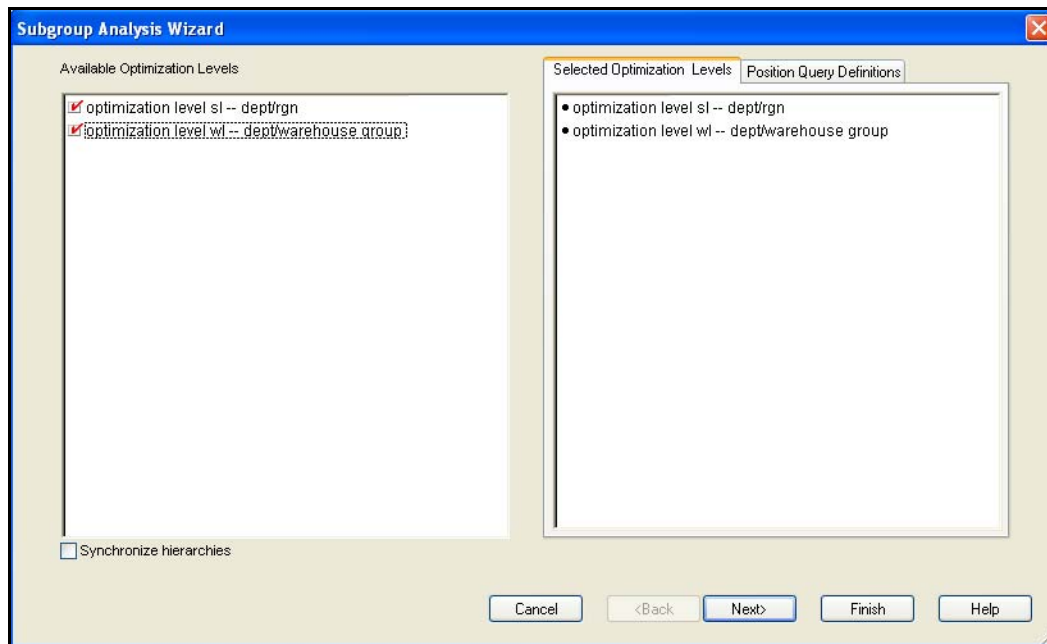 Subgroup Analysis Wizard
Available Optimization Levels
optimization level sl -- dept/rgn
optimization level wl -- dept/warehouse group
Synchronize hierarchies
Selected Optimization Levels
Position Query Definitions
• optimization level sl -- dept/rgn
• optimization level wl -- dept/warehouse group
Cancel
<Back
Next>
Finish
Help